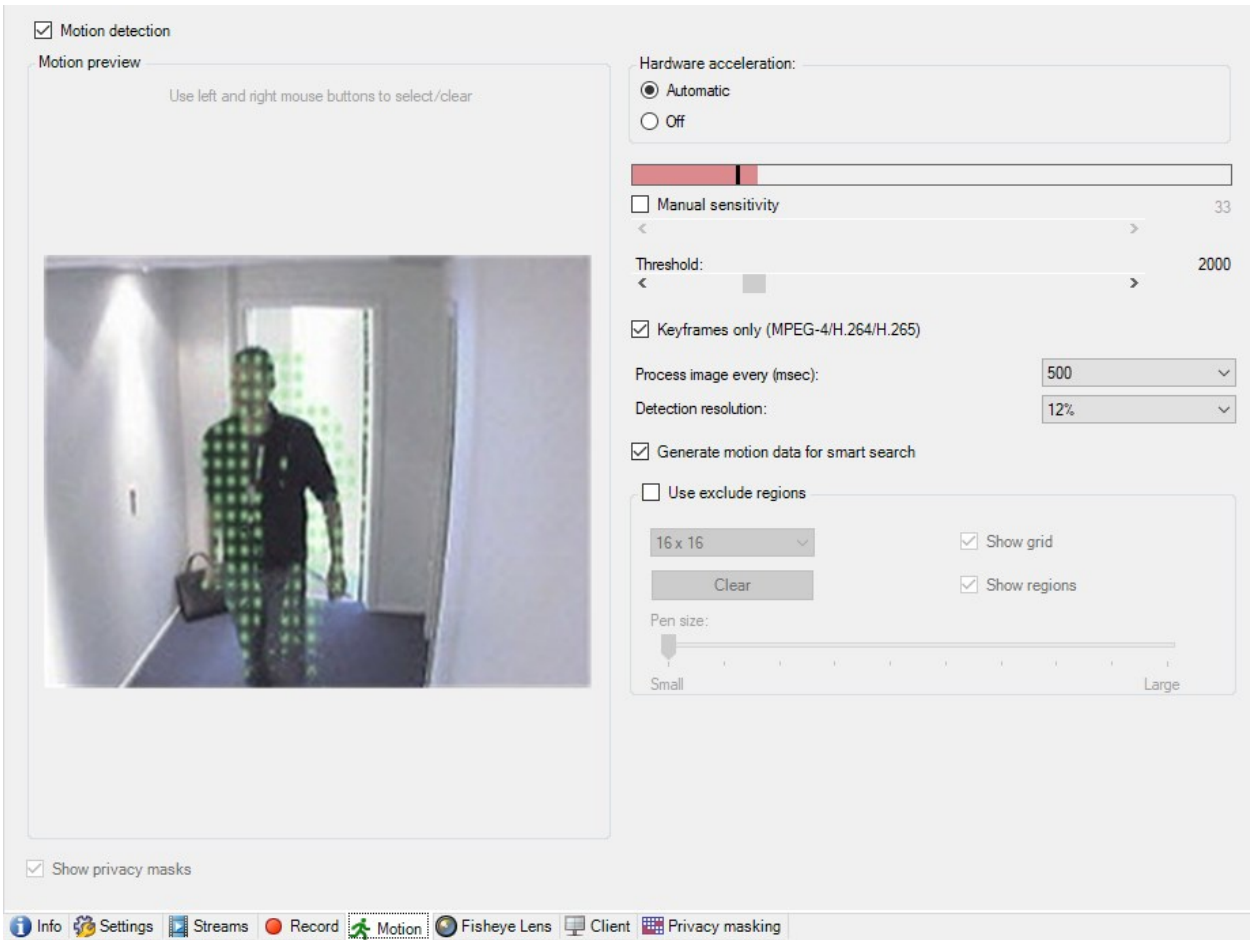 Motion detection
Motion preview
Use left and right mouse buttons to select/clear
Hardware acceleration:
Automatic
Off
Manual sensitivity
33
Threshold:
2000
Keyframes only (MPEG-4/H.264/H.265)
Process image every (msec):
500
Detection resolution:
12%
Generate motion data for smart search
Use exclude regions
16 x 16
Show grid
Clear
Show regions
Pen size:
Small
Large
Show privacy masks
Info
Settings
Streams
Record
Motion
Fisheye Lens
Client
Privacy masking